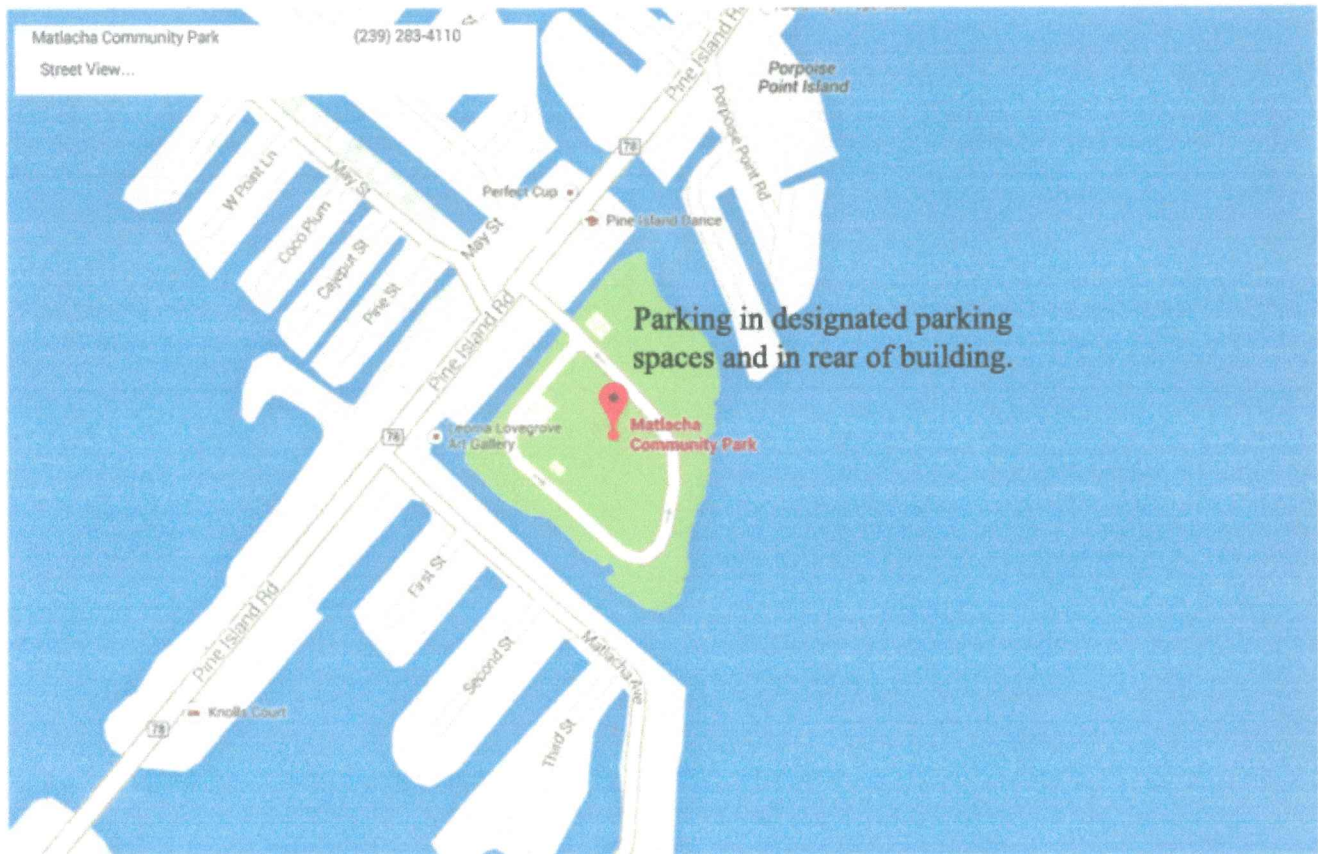 Matlacha Community Park (239) 283-4110
Street View...
St
Pine Island Rd
Porpoise
Point Island
Porpoise Point Rd
78
W Point Ln
May St
Perfect Cup
Pine Island Dance
Coco Plum
May St
Cajeput St
Pine St
Pine Island Rd
Parking in designated parking
spaces and in rear of building.
78
Leoma Lovegrove
Art Gallery
Matlacha
Community Park
First St
Second St
Matlacha Ave
Pine Island Rd
Knolls Court
78
Third St